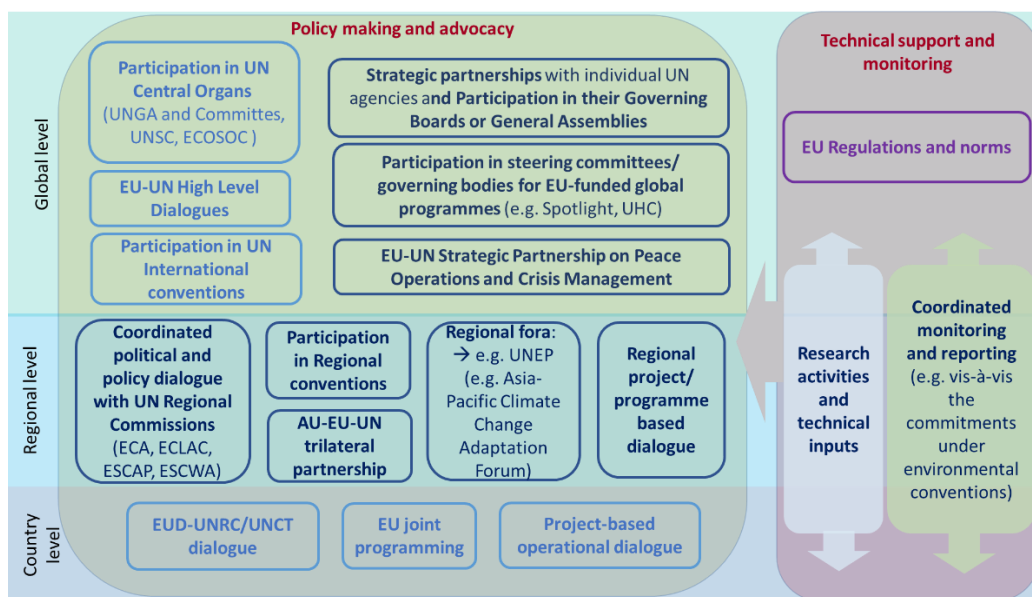 Policy making and advocacy
Technical support and
monitoring
Global level
Participation in UN
Central Organs
(UNGA and Committes,
UNSC, ECOSOC )
EU-UN High Level
Dialogues
Participation in UN
International
conventions
Strategic partnerships with individual UN
agencies and Participation in their Governing
Boards or General Assemblies
Participation in steering committees/
governing bodies for EU-funded global
programmes (e.g. Spotlight, UHC)
EU-UN Strategic Partnership on Peace
Operations and Crisis Management
EU Regulations and norms
Regional level
Coordinated
political and
policy dialogue
with UN Regional
Commissions
(ECA, ECLAC,
ESCAP, ESCWA)
Participation
in Regional
conventions
AU-EU-UN
trilateral
partnership
Regional fora:
→ e.g. UNEP
(e.g. Asia-
Pacific Climate
Change
Adaptation
Forum)
Regional
project/
programme
based
dialogue
Research
activities
and
technical
inputs
Coordinated
monitoring
and reporting
(e.g. vis-à-vis
the
commitments
under
environmental
conventions)
Country
level
EUD-UNRC/UNCT
dialogue
EU joint
programming
Project-based
operational dialogue